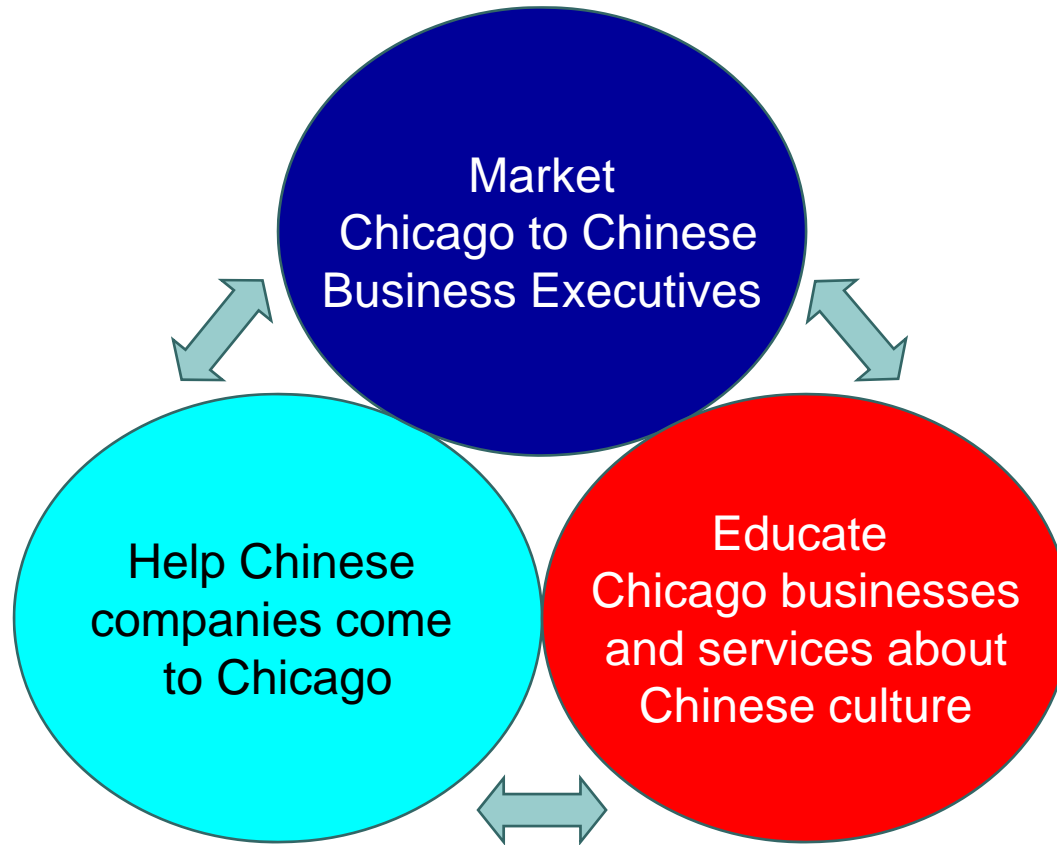 Market
Chicago to Chinese
Business Executives
Help Chinese
companies come
to Chicago
Educate
Chicago businesses
and services about
Chinese culture